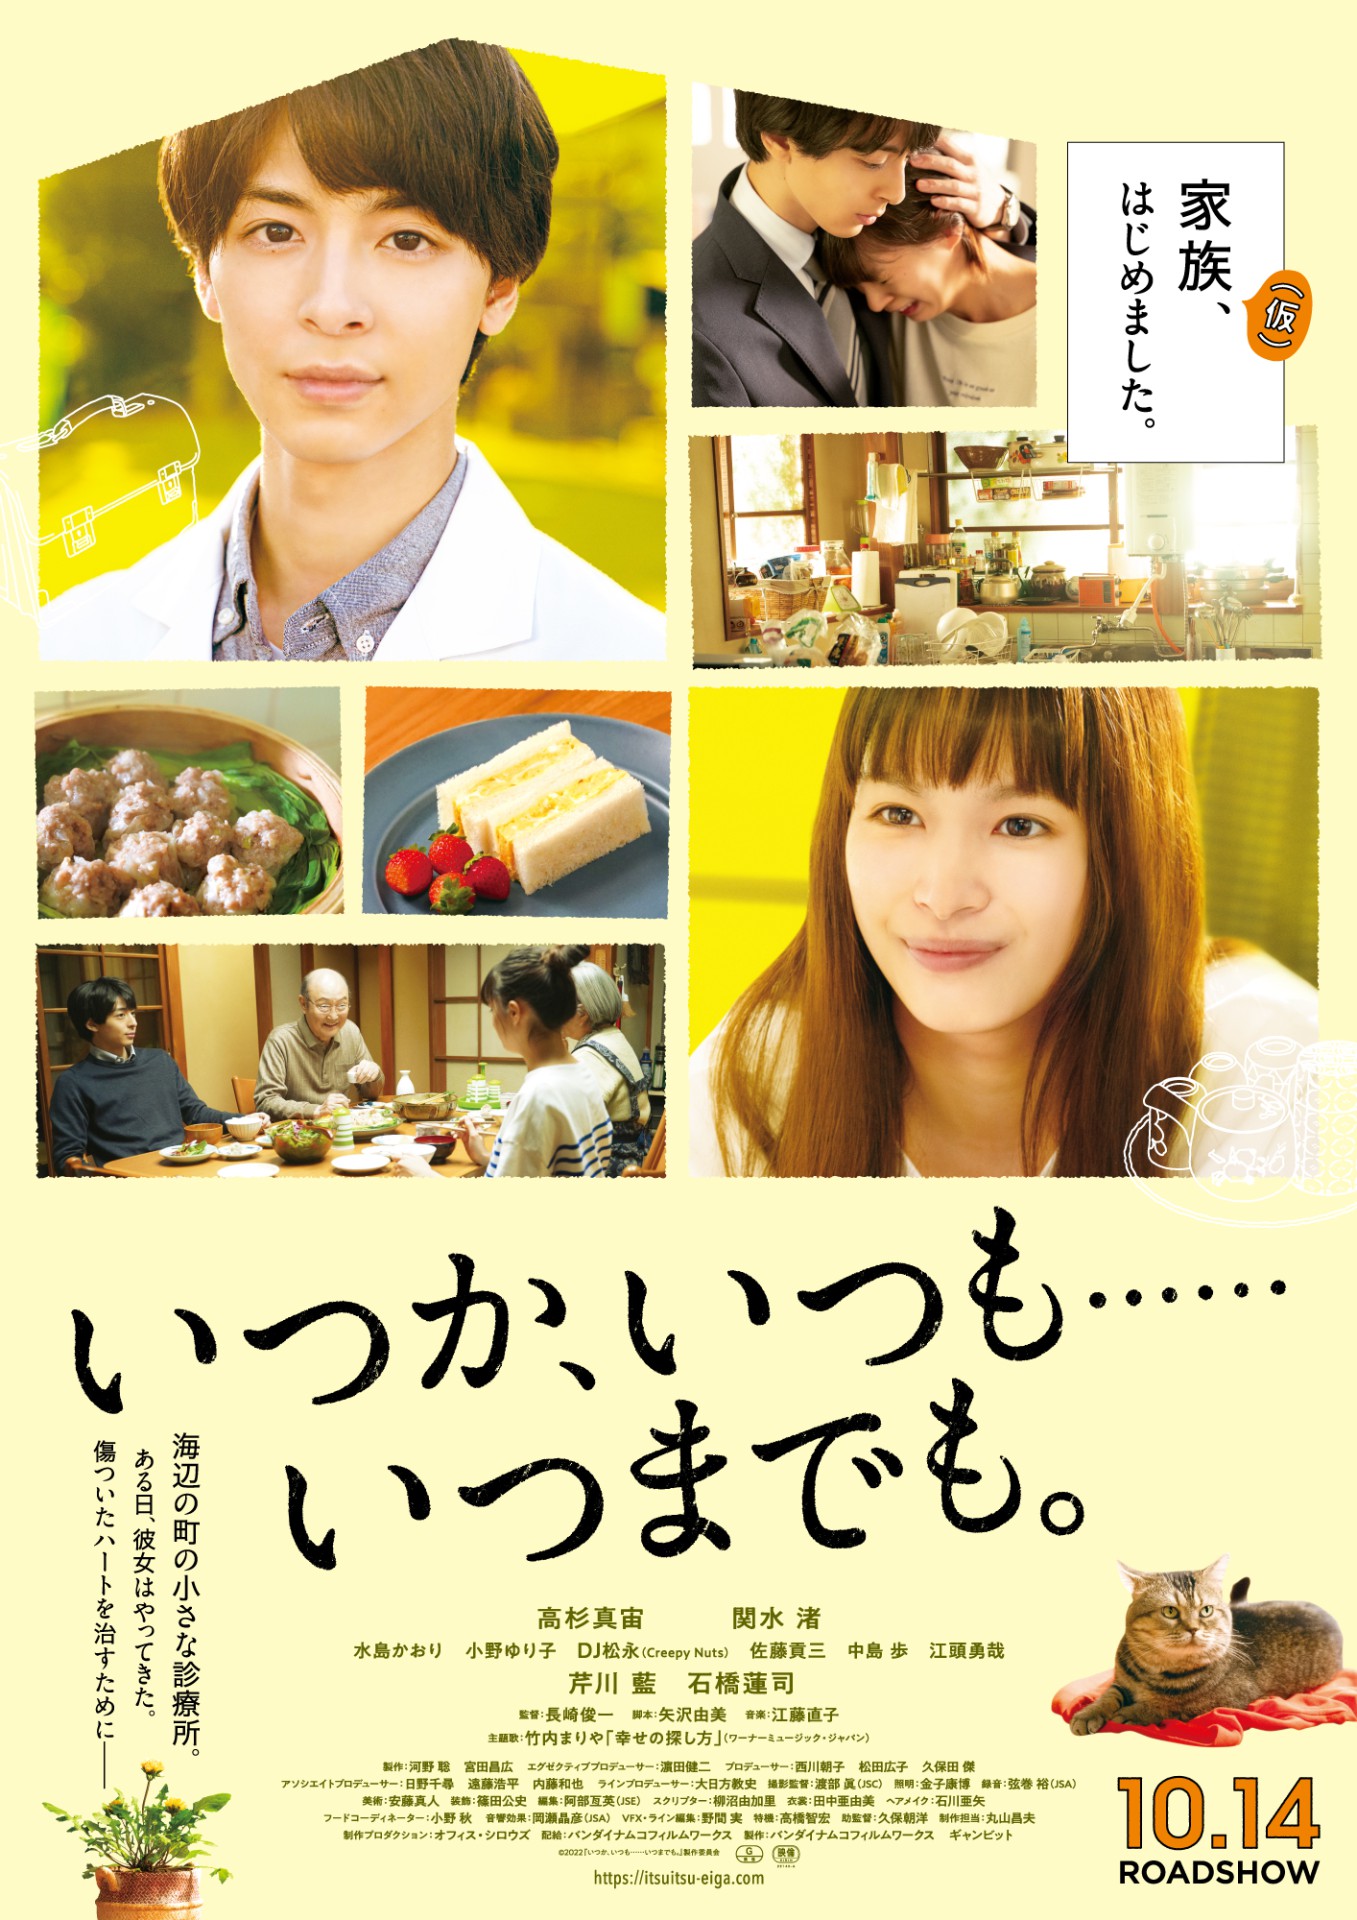 家族、
(仮)
はじめました。
いつか、いつも……
いつまでも。
海辺の町の小さな診療所。
ある日、彼女はやってきた。
傷ついたハートを治すために——
高杉真宙　関水 渚
水島かおり　小野ゆり子　DJ松永(Creepy Nuts)　佐藤貢三　中島 歩　江頭勇哉
芹川 藍　石橋蓮司
監督:長崎俊一　脚本:矢沢由美　音楽:江藤直子
主題歌:竹内まりや「幸せの探し方」(ワーナーミュージック・ジャパン)
製作:河野 聡　宮田昌広　エグゼクティブプロデューサー:濵田健二　プロデューサー:西川朝子　松田広子　久保田 傑
アソシエイトプロデューサー:日野千尋　遠藤浩平　内藤和也　ラインプロデューサー:大日方教史　撮影監督:渡部 眞(JSC)　照明:金子康博　録音:弦巻 裕(JSA)
美術:安藤真人　装飾:篠田公史　編集:阿部亙英(JSE)　スクリプター:柳沼由加里　衣裳:田中亜由美　ヘアメイク:石川亜矢
フードコーディネーター:小野 秋　音響効果:岡瀬晶彦(JSA)　VFX・ライン編集:野間 実　特機:高橋智宏　助監督:久保朝洋　制作担当:丸山昌夫
制作プロダクション:オフィス・シロウズ　配給:バンダイナムコフィルムワークス　製作:バンダイナムコフィルムワークス　ギャンビット
©2022『いつか、いつも……いつまでも。』製作委員会　G　映倫
https://itsuitsu-eiga.com
10.14
ROADSHOW